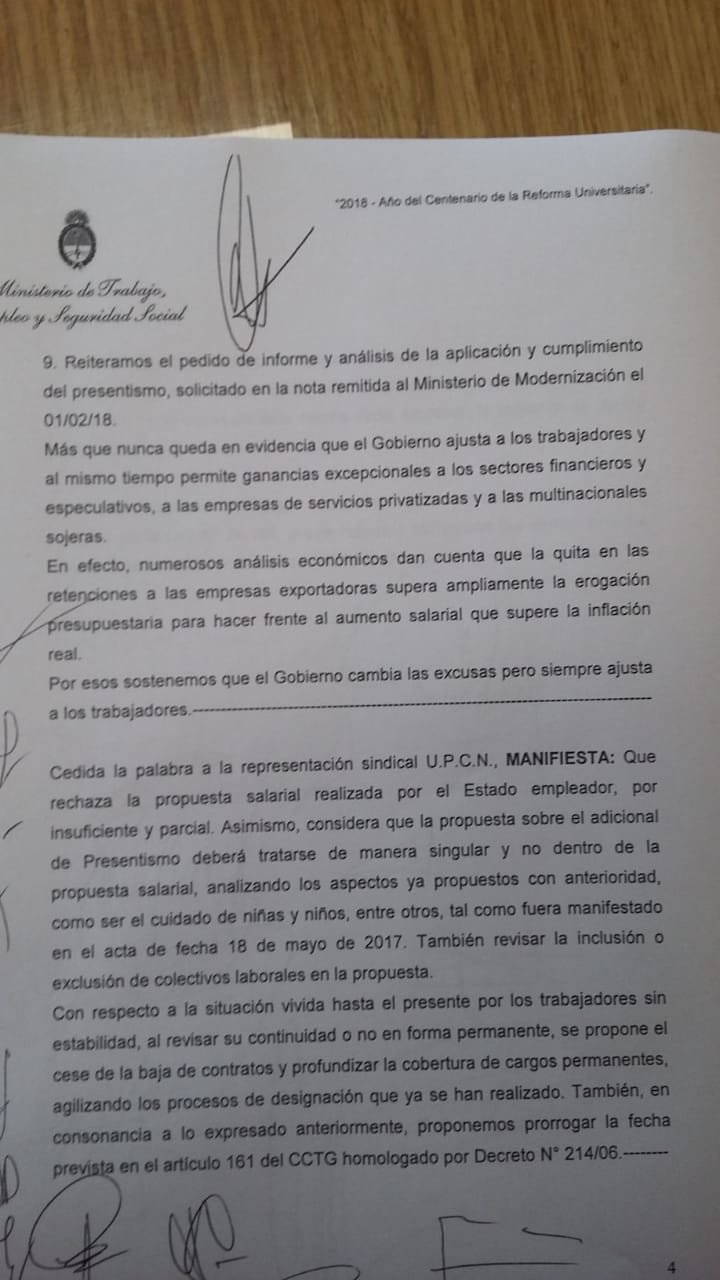 "2018 - Año del Centenario de la Reforma Universitaria".
Ministerio de Trabajo,
pleo y Seguridad Social
9. Reiteramos el pedido de informe y análisis de la aplicación y cumplimiento
del presentismo, solicitado en la nota remitida al Ministerio de Modernización el
01/02/18.
Más que nunca queda en evidencia que el Gobierno ajusta a los trabajadores y
al mismo tiempo permite ganancias excepcionales a los sectores financieros y
especulativos, a las empresas de servicios privatizadas y a las multinacionales
sojeras.
En efecto, numerosos análisis económicos dan cuenta que la quita en las
retenciones a las empresas exportadoras supera ampliamente la erogación
presupuestaria para hacer frente al aumento salarial que supere la inflación
real.
Por esos sostenemos que el Gobierno cambia las excusas pero siempre ajusta
a los trabajadores.------------------------------------------------------------
Cedida la palabra a la representación sindical U.P.C.N., MANIFIESTA: Que
rechaza la propuesta salarial realizada por el Estado empleador, por
insuficiente y parcial. Asimismo, considera que la propuesta sobre el adicional
de Presentismo deberá tratarse de manera singular y no dentro de la
propuesta salarial, analizando los aspectos ya propuestos con anterioridad,
como ser el cuidado de niñas y niños, entre otros, tal como fuera manifestado
en el acta de fecha 18 de mayo de 2017. También revisar la inclusión o
exclusión de colectivos laborales en la propuesta.
Con respecto a la situación vivida hasta el presente por los trabajadores sin
estabilidad, al revisar su continuidad o no en forma permanente, se propone el
cese de la baja de contratos y profundizar la cobertura de cargos permanentes,
agilizando los procesos de designación que ya se han realizado. También, en
consonancia a lo expresado anteriormente, proponemos prorrogar la fecha
prevista en el artículo 161 del CCTG homologado por Decreto N° 214/06.--------
4